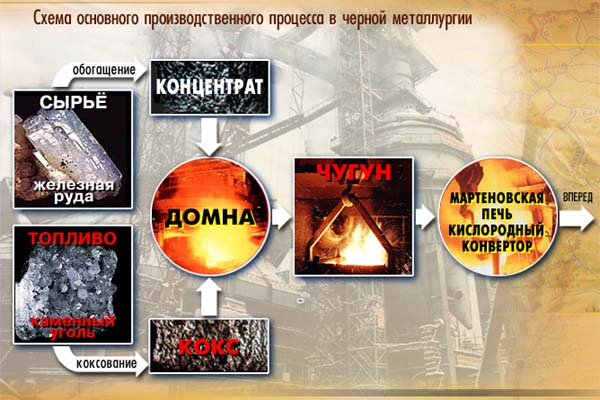 Схема основного производственного процесса в черной металлургии
обогащение
КОНЦЕНТРАТ
СЫРЬЁ
железная
руда
ДОМНА
ЧУГУН
МАРТЕНОВСКАЯ
ПЕЧЬ
КИСЛОРОДНЫЙ
КОНВЕРТОР
ВПЕРЕД
ТОПЛИВО
каменный
уголь
КОКС
коксование